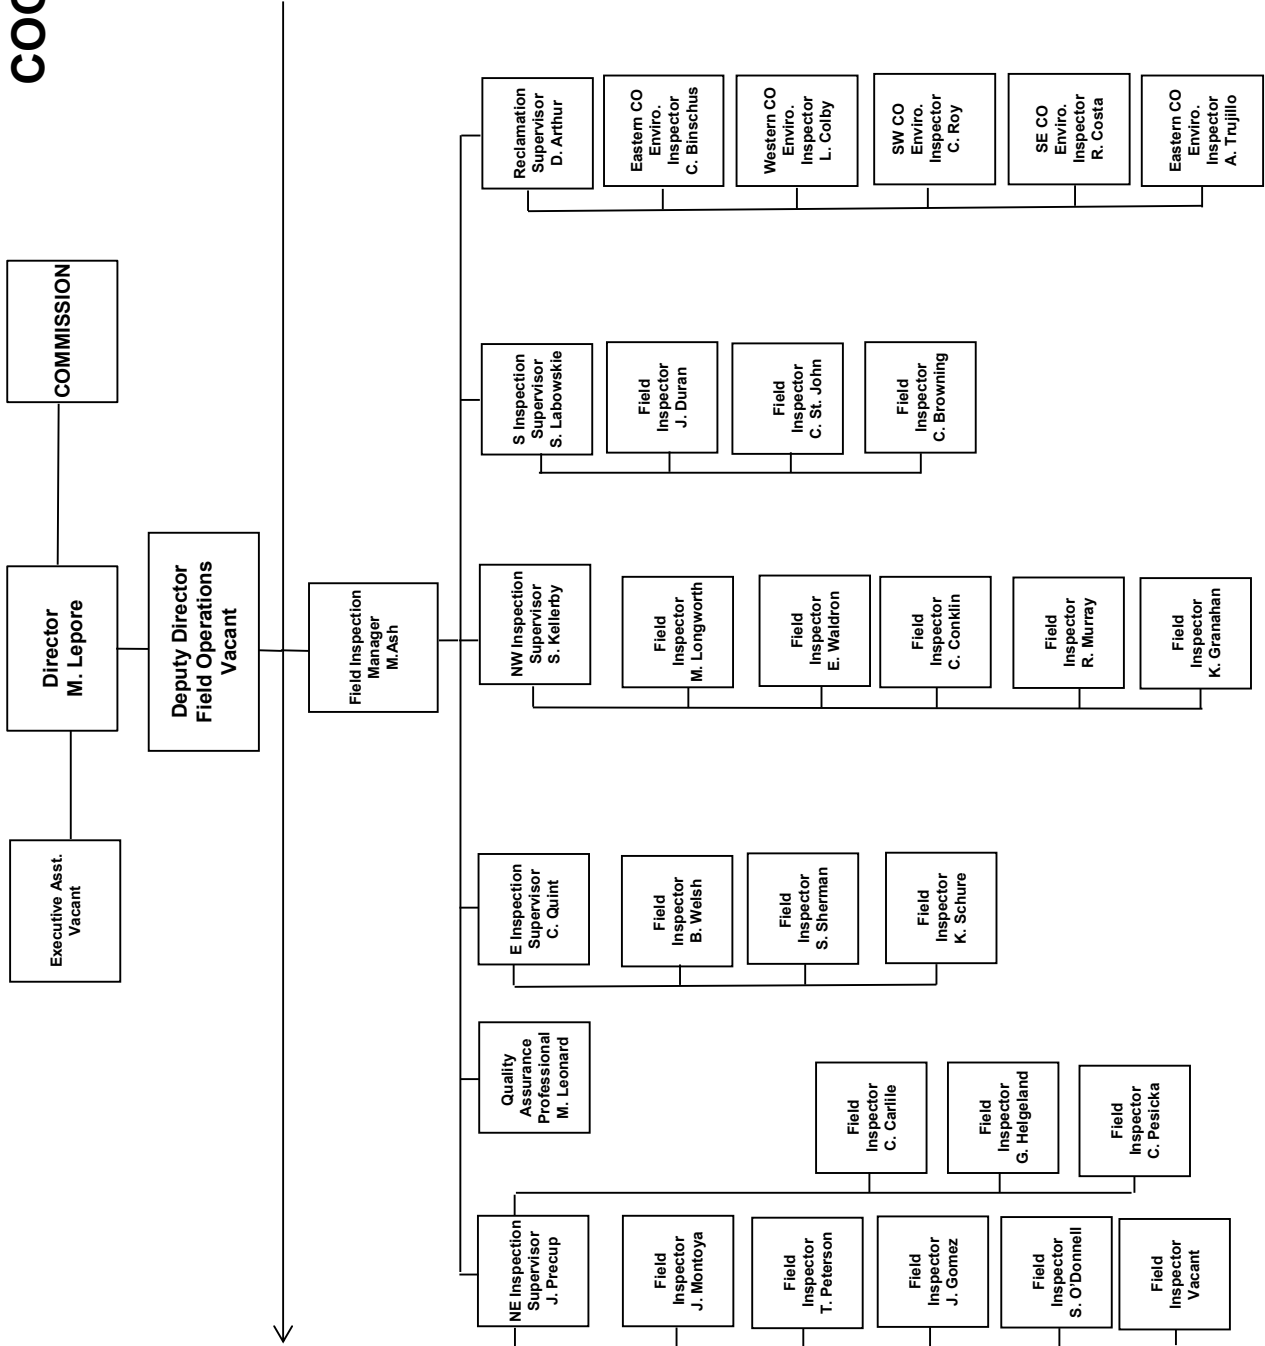 COG
COMMISSION
Director
M. Lepore
Executive Asst.
Vacant
Deputy Director
Field Operations
Vacant
Field Inspection
Manager
M.Ash
NE Inspection
Supervisor
J. Precup
Field
Inspector
J. Montoya
Field
Inspector
T. Peterson
Field
Inspector
J. Gomez
Field
Inspector
S. O'Donnell
Field
Inspector
Vacant
Field
Inspector
C. Carlile
Field
Inspector
G. Helgeland
Field
Inspector
C. Pesicka
Quality
Assurance
Professional
M. Leonard
E Inspection
Supervisor
C. Quint
Field
Inspector
B. Welsh
Field
Inspector
S. Sherman
Field
Inspector
K. Schure
NW Inspection
Supervisor
S. Kellerby
Field
Inspector
M. Longworth
Field
Inspector
E. Waldron
Field
Inspector
C. Conklin
Field
Inspector
R. Murray
Field
Inspector
K. Granahan
S Inspection
Supervisor
S. Labowskie
Field
Inspector
J. Duran
Field
Inspector
C. St. John
Field
Inspector
C. Browning
Reclamation
Supervisor
D. Arthur
Eastern CO
Enviro.
Inspector
C. Binschus
Western CO
Enviro.
Inspector
L. Colby
SW CO
Enviro.
Inspector
C. Roy
SE CO
Enviro.
Inspector
R. Costa
Eastern CO
Enviro.
Inspector
A. Trujillo